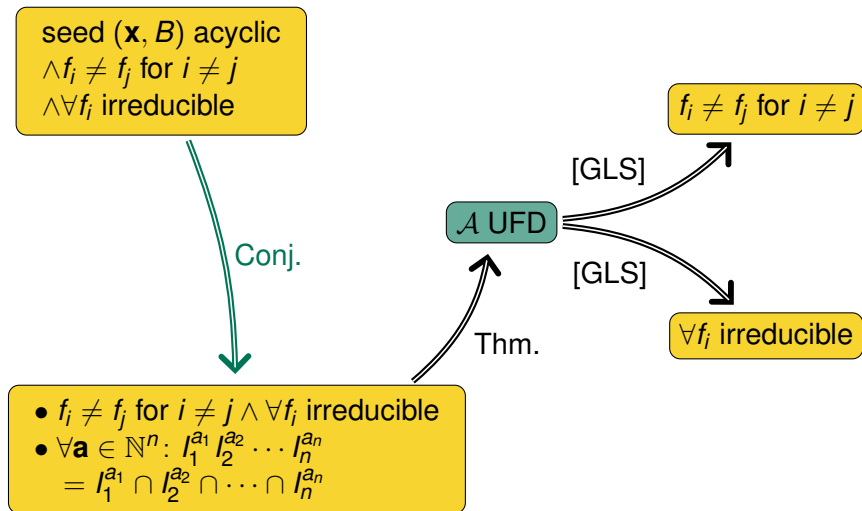 seed (𝐱, B) acyclic
∧f_i ≠ f_j for i ≠ j
∧∀f_i irreducible
f_i ≠ f_j for i ≠ j
[GLS]
𝒜 UFD
Conj.
[GLS]
∀f_i irreducible
Thm.
• f_i ≠ f_j for i ≠ j ∧ ∀f_i irreducible
• ∀𝐚 ∈ ℕ^n: I_1^{a_1} I_2^{a_2} ⋯ I_n^{a_n}
= I_1^{a_1} ∩ I_2^{a_2} ∩ ⋯ ∩ I_n^{a_n}